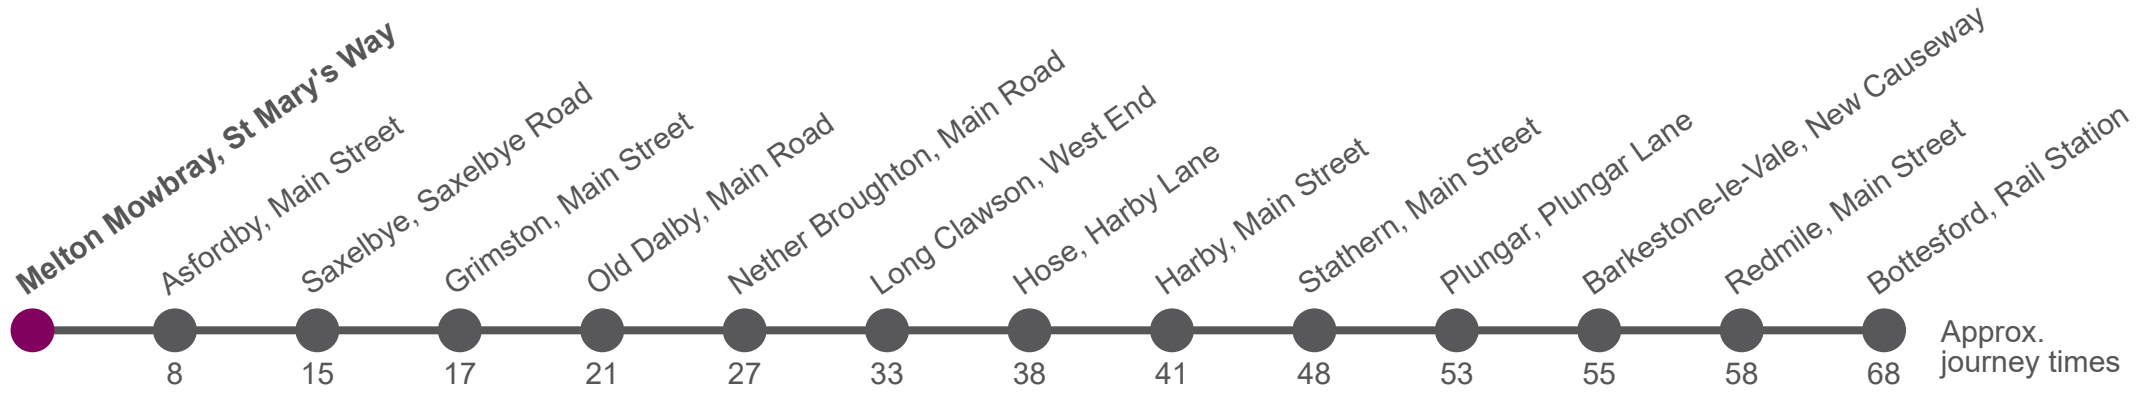 Melton Mowbray, St Mary's Way
Asfordby, Main Street
Saxelbye, Saxelbye Road
Grimston, Main Street
Old Dalby, Main Road
Nether Broughton, Main Road
Long Clawson, West End
Hose, Harby Lane
Harby, Main Street
Stathern, Main Street
Plungar, Plungar Lane
Barkestone-le-Vale, New Causeway
Redmile, Main Street
Bottesford, Rail Station
8 15 17 21 27 33 38 41 48 53 55 58 68
Approx.
journey times